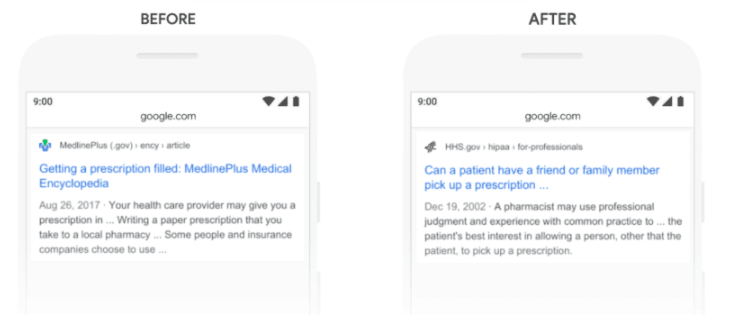 BEFORE
9:00
google.com
MedlinePlus (.gov) › ency › article
Getting a prescription filled: MedlinePlus Medical
Encyclopedia
Aug 26, 2017 · Your health care provider may give you a
prescription in ... Writing a paper prescription that you
take to a local pharmacy ... Some people and insurance
companies choose to use ...
AFTER
9:00
google.com
HHS.gov › hipaa › for-professionals
Can a patient have a friend or family member
pick up a prescription ...
Dec 19, 2002 · A pharmacist may use professional
judgment and experience with common practice to ... the
patient's best interest in allowing a person, other that the
patient, to pick up a prescription.